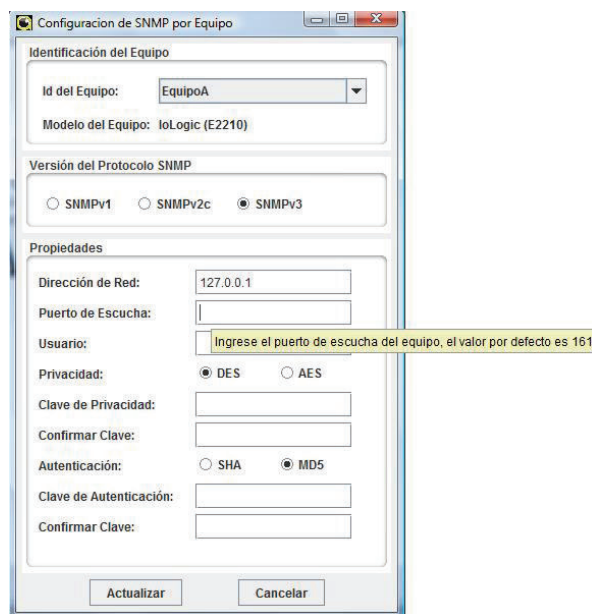 Configuracion de SNMP por Equipo
Identificación del Equipo
Id del Equipo: EquipoA
Modelo del Equipo: IoLogic (E2210)
Versión del Protocolo SNMP
SNMPv1 SNMPv2c SNMPv3
Propiedades
Dirección de Red: 127.0.0.1
Puerto de Escucha:
Ingrese el puerto de escucha del equipo, el valor por defecto es 161
Usuario:
Privacidad: DES AES
Clave de Privacidad:
Confirmar Clave:
Autenticación: SHA MD5
Clave de Autenticación:
Confirmar Clave:
Actualizar Cancelar